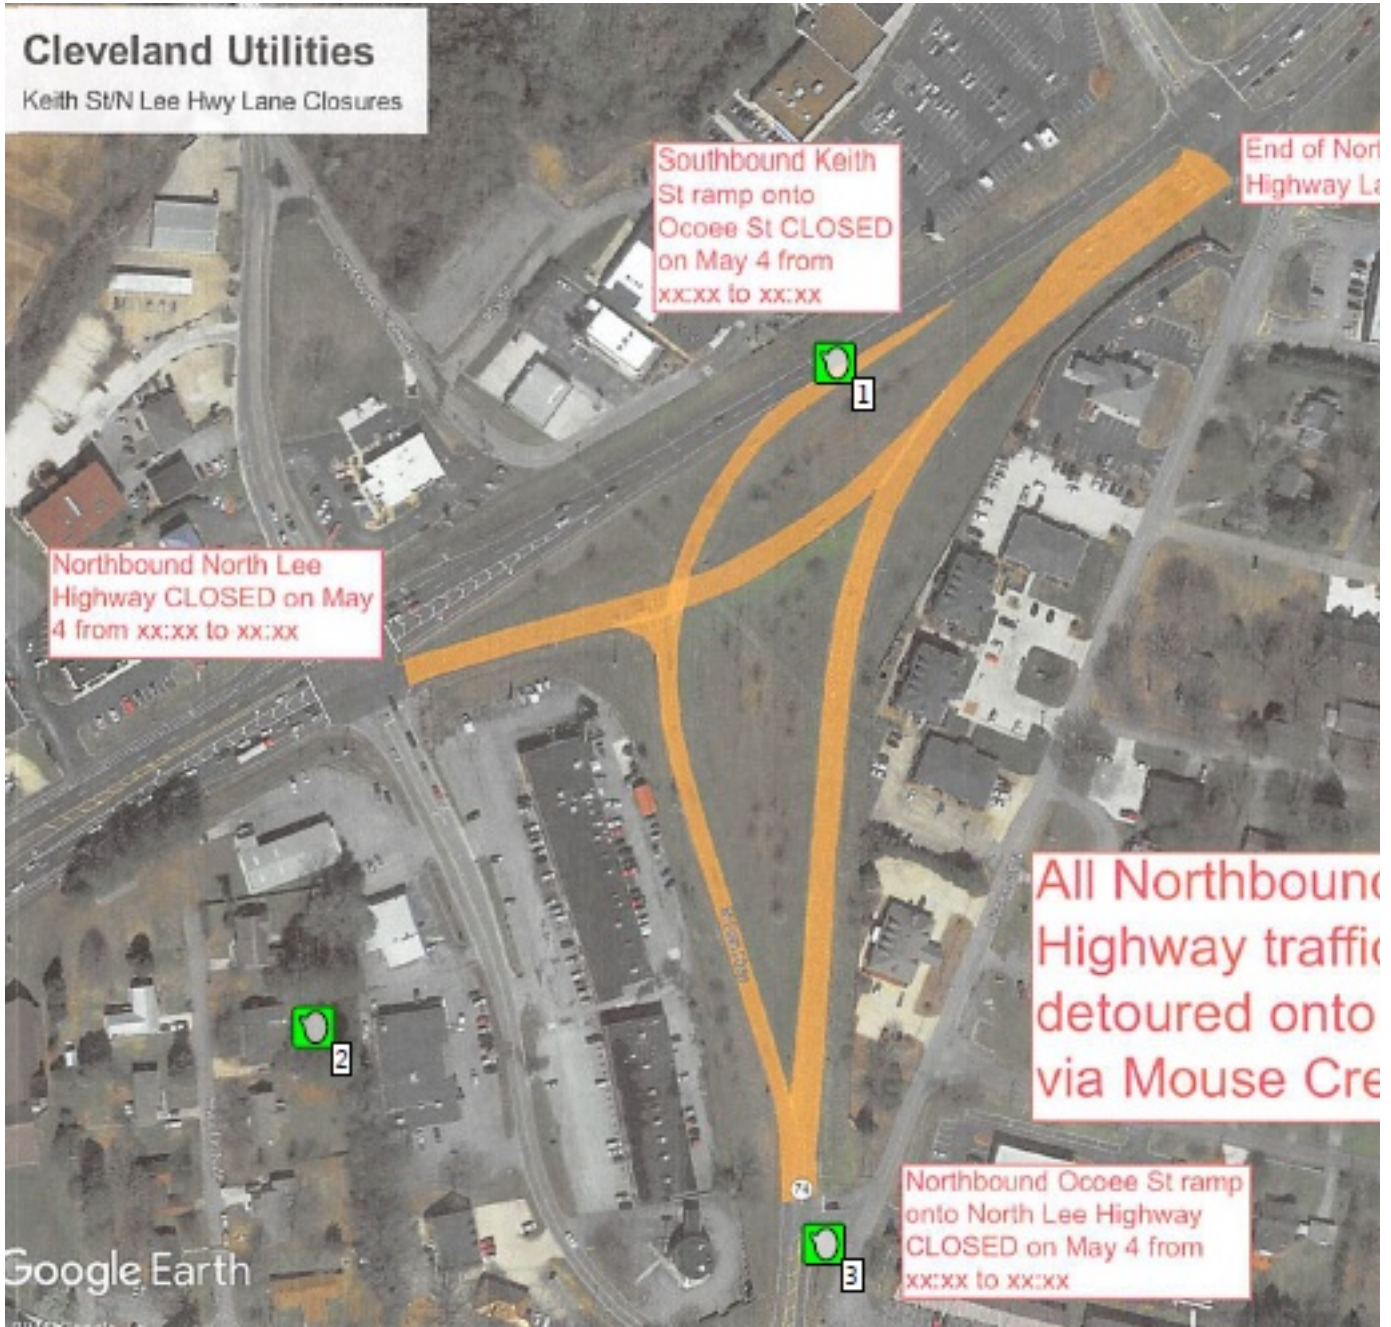 Cleveland Utilities
Keith St/N Lee Hwy Lane Closures
Southbound Keith
St ramp onto
Ocoee St CLOSED
on May 4 from
xx:xx to xx:xx
End of Nort
Highway La
1
Northbound North Lee
Highway CLOSED on May
4 from xx:xx to xx:xx
All Northbound
Highway traffic
detoured onto
via Mouse Cre
2
74
Northbound Ocoee St ramp
onto North Lee Highway
CLOSED on May 4 from
xx:xx to xx:xx
3
Google Earth